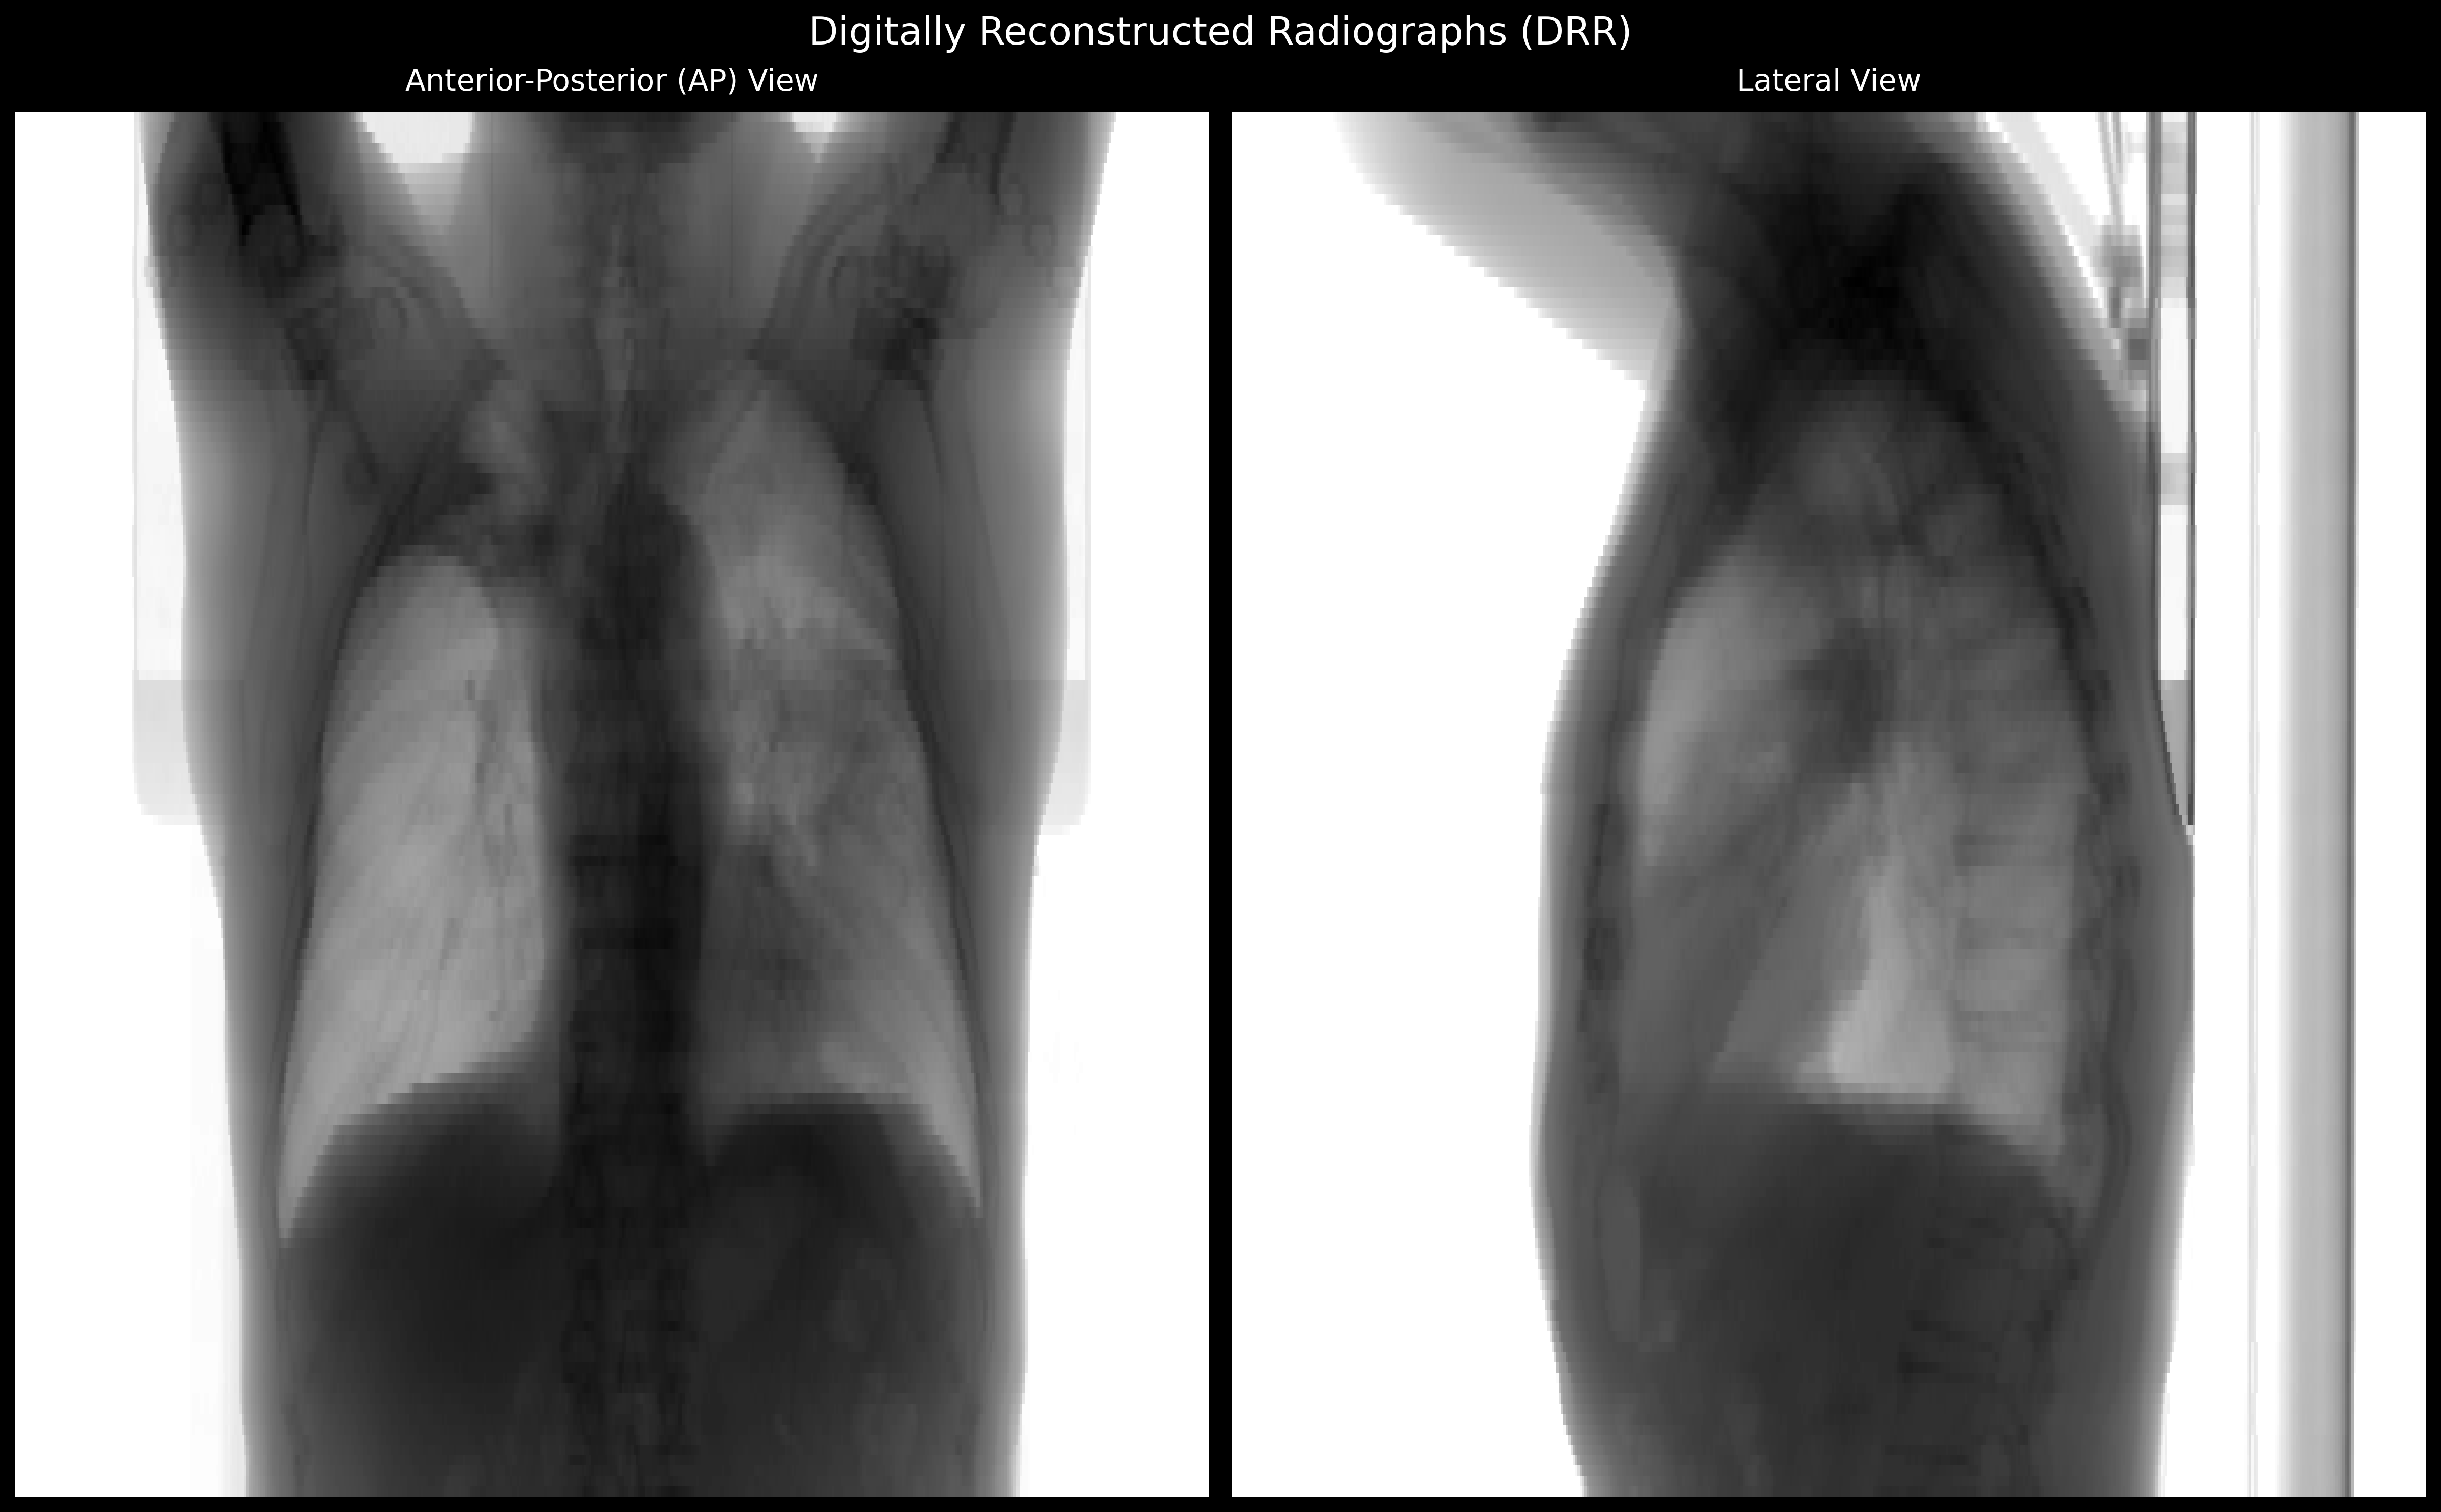 Digitally Reconstructed Radiographs (DRR)
Anterior-Posterior (AP) View
Lateral View